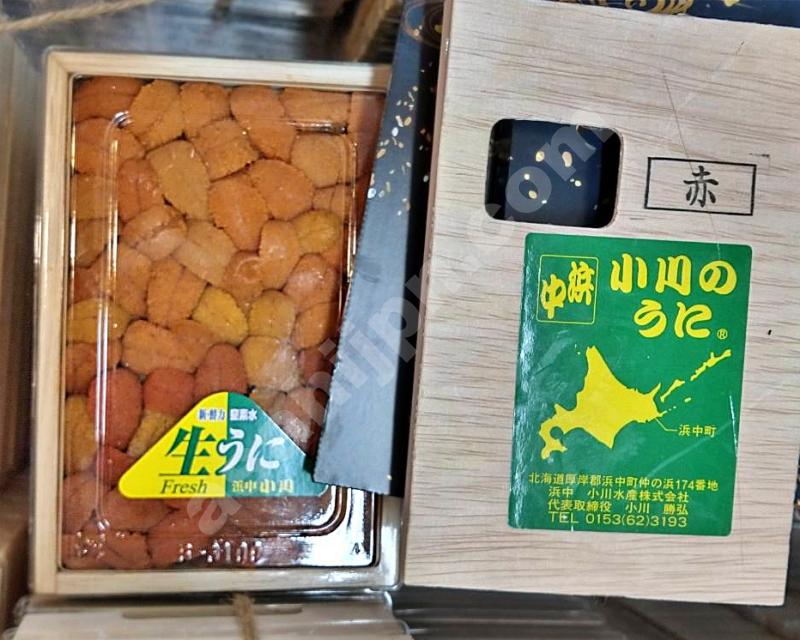 赤
浜中
小川の
うに®
浜中町
北海道厚岸郡浜中町仲の浜174番地
浜中 小川水産株式会社
代表取締役 小川 勝弘
TEL 0153(62)3193
窒素水
生うに
Fresh
浜中小川